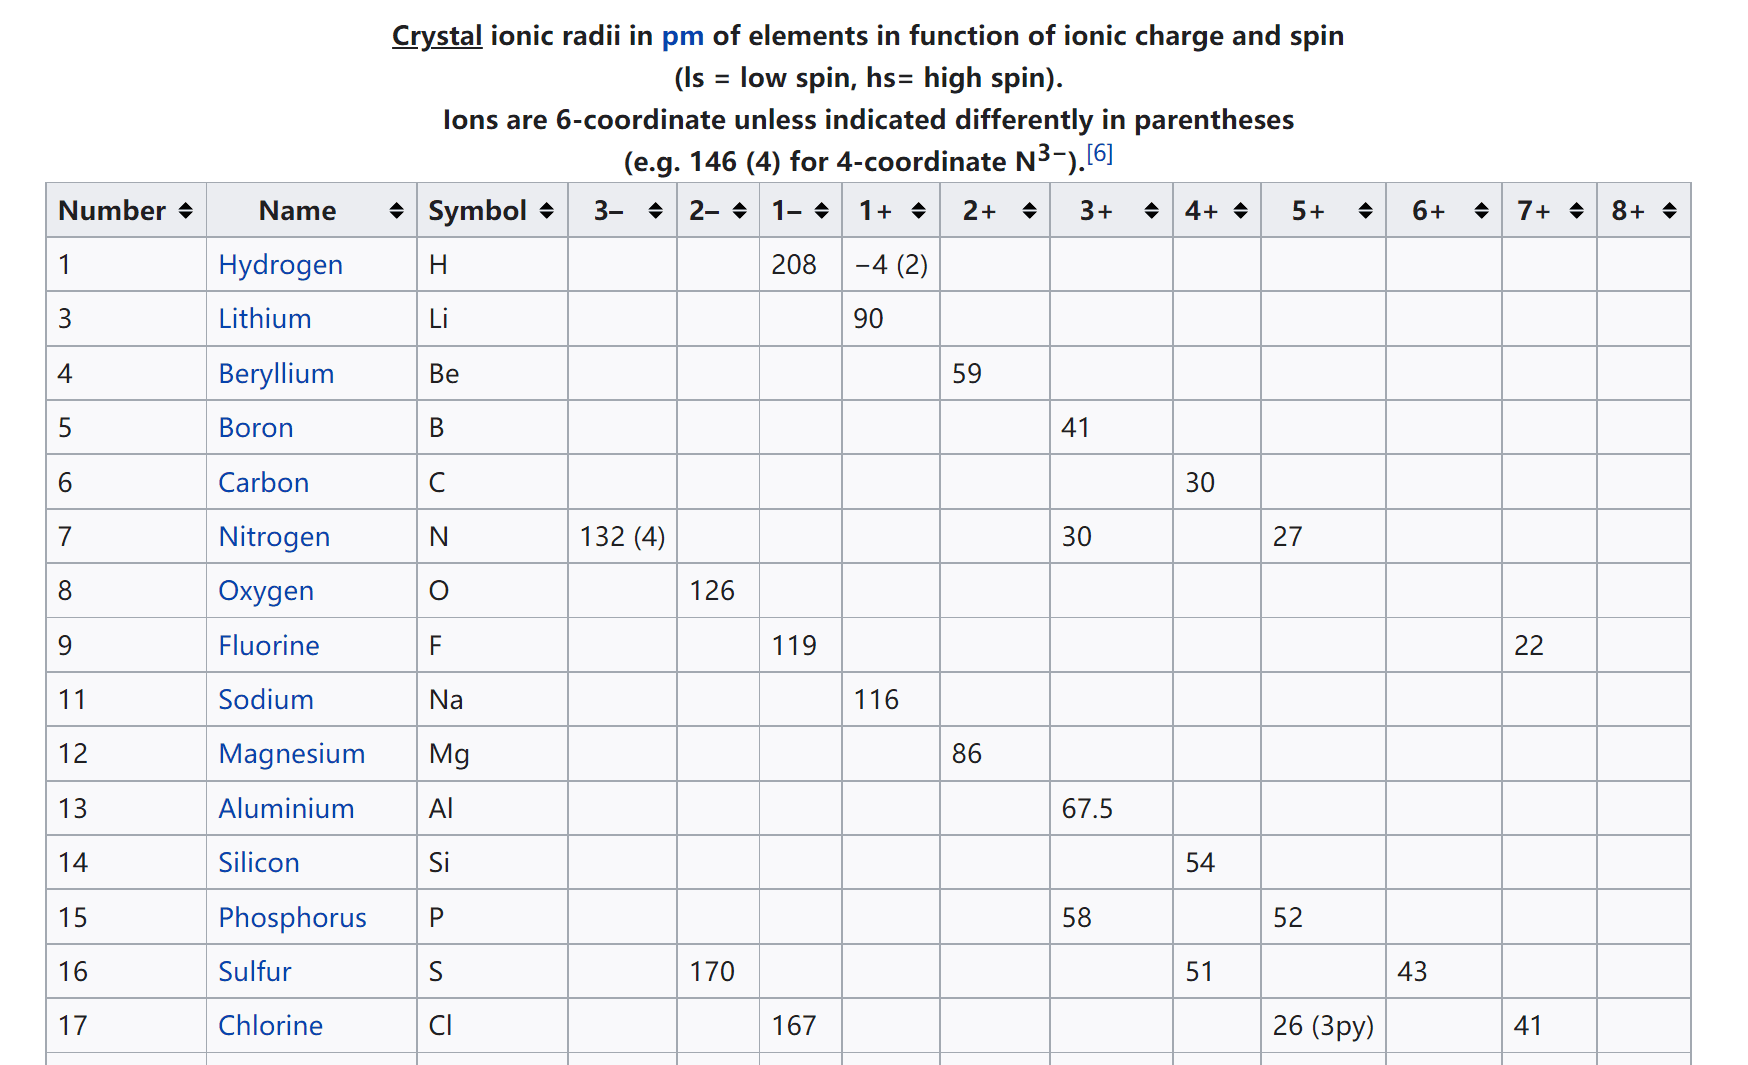 Crystal ionic radii in pm of elements in function of ionic charge and spin
(ls = low spin, hs= high spin).
Ions are 6-coordinate unless indicated differently in parentheses
(e.g. 146 (4) for 4-coordinate N³⁻).[6]
Number Name Symbol 3– 2– 1– 1+ 2+ 3+ 4+ 5+ 6+ 7+ 8+
1 Hydrogen H 208 −4 (2)
3 Lithium Li 90
4 Beryllium Be 59
5 Boron B 41
6 Carbon C 30
7 Nitrogen N 132 (4) 30 27
8 Oxygen O 126
9 Fluorine F 119 22
11 Sodium Na 116
12 Magnesium Mg 86
13 Aluminium Al 67.5
14 Silicon Si 54
15 Phosphorus P 58 52
16 Sulfur S 170 51 43
17 Chlorine Cl 167 26 (3py) 41